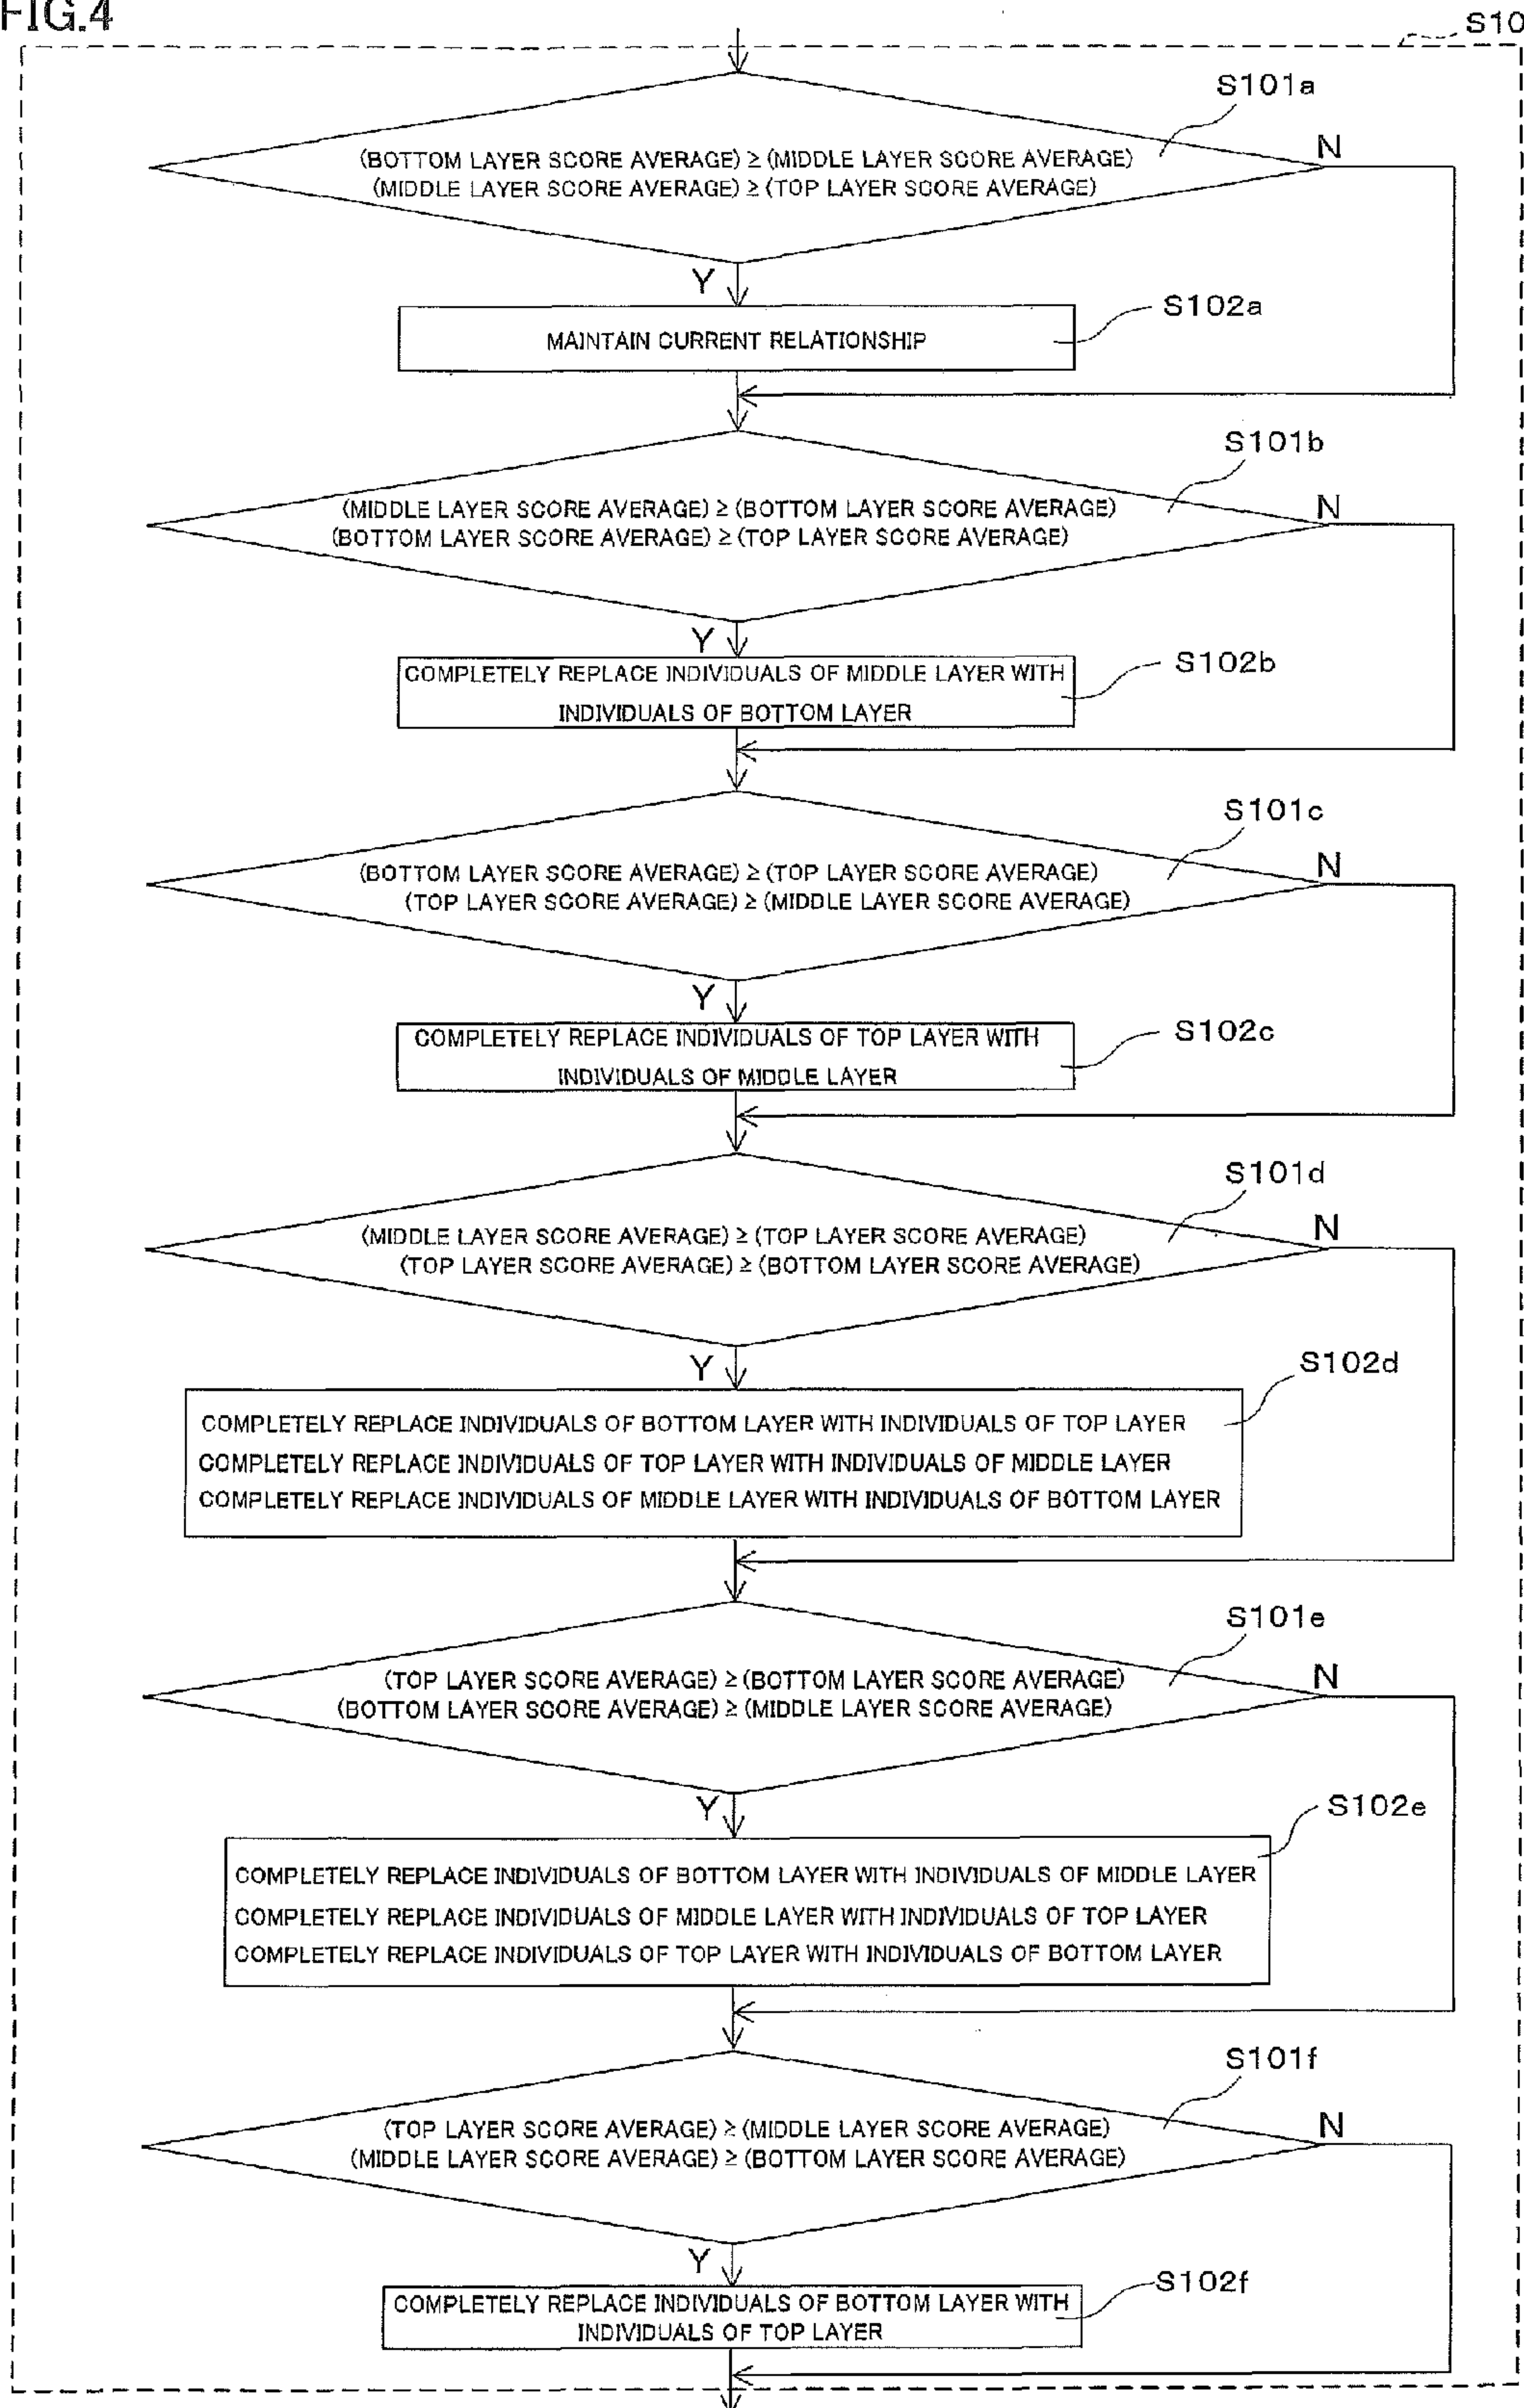 FIG.4
S10
S101a
(BOTTOM LAYER SCORE AVERAGE) ≥ (MIDDLE LAYER SCORE AVERAGE)
(MIDDLE LAYER SCORE AVERAGE) ≥ (TOP LAYER SCORE AVERAGE)
N
Y
MAINTAIN CURRENT RELATIONSHIP
S102a
S101b
(MIDDLE LAYER SCORE AVERAGE) ≥ (BOTTOM LAYER SCORE AVERAGE)
(BOTTOM LAYER SCORE AVERAGE) ≥ (TOP LAYER SCORE AVERAGE)
N
Y
COMPLETELY REPLACE INDIVIDUALS OF MIDDLE LAYER WITH
INDIVIDUALS OF BOTTOM LAYER
S102b
S101c
(BOTTOM LAYER SCORE AVERAGE) ≥ (TOP LAYER SCORE AVERAGE)
(TOP LAYER SCORE AVERAGE) ≥ (MIDDLE LAYER SCORE AVERAGE)
N
Y
COMPLETELY REPLACE INDIVIDUALS OF TOP LAYER WITH
INDIVIDUALS OF MIDDLE LAYER
S102c
S101d
(MIDDLE LAYER SCORE AVERAGE) ≥ (TOP LAYER SCORE AVERAGE)
(TOP LAYER SCORE AVERAGE) ≥ (BOTTOM LAYER SCORE AVERAGE)
N
Y
S102d
COMPLETELY REPLACE INDIVIDUALS OF BOTTOM LAYER WITH INDIVIDUALS OF TOP LAYER
COMPLETELY REPLACE INDIVIDUALS OF TOP LAYER WITH INDIVIDUALS OF MIDDLE LAYER
COMPLETELY REPLACE INDIVIDUALS OF MIDDLE LAYER WITH INDIVIDUALS OF BOTTOM LAYER
S101e
(TOP LAYER SCORE AVERAGE) ≥ (BOTTOM LAYER SCORE AVERAGE)
(BOTTOM LAYER SCORE AVERAGE) ≥ (MIDDLE LAYER SCORE AVERAGE)
N
Y
S102e
COMPLETELY REPLACE INDIVIDUALS OF BOTTOM LAYER WITH INDIVIDUALS OF MIDDLE LAYER
COMPLETELY REPLACE INDIVIDUALS OF MIDDLE LAYER WITH INDIVIDUALS OF TOP LAYER
COMPLETELY REPLACE INDIVIDUALS OF TOP LAYER WITH INDIVIDUALS OF BOTTOM LAYER
S101f
(TOP LAYER SCORE AVERAGE) ≥ (MIDDLE LAYER SCORE AVERAGE)
(MIDDLE LAYER SCORE AVERAGE) ≥ (BOTTOM LAYER SCORE AVERAGE)
N
Y
S102f
COMPLETELY REPLACE INDIVIDUALS OF BOTTOM LAYER WITH
INDIVIDUALS OF TOP LAYER